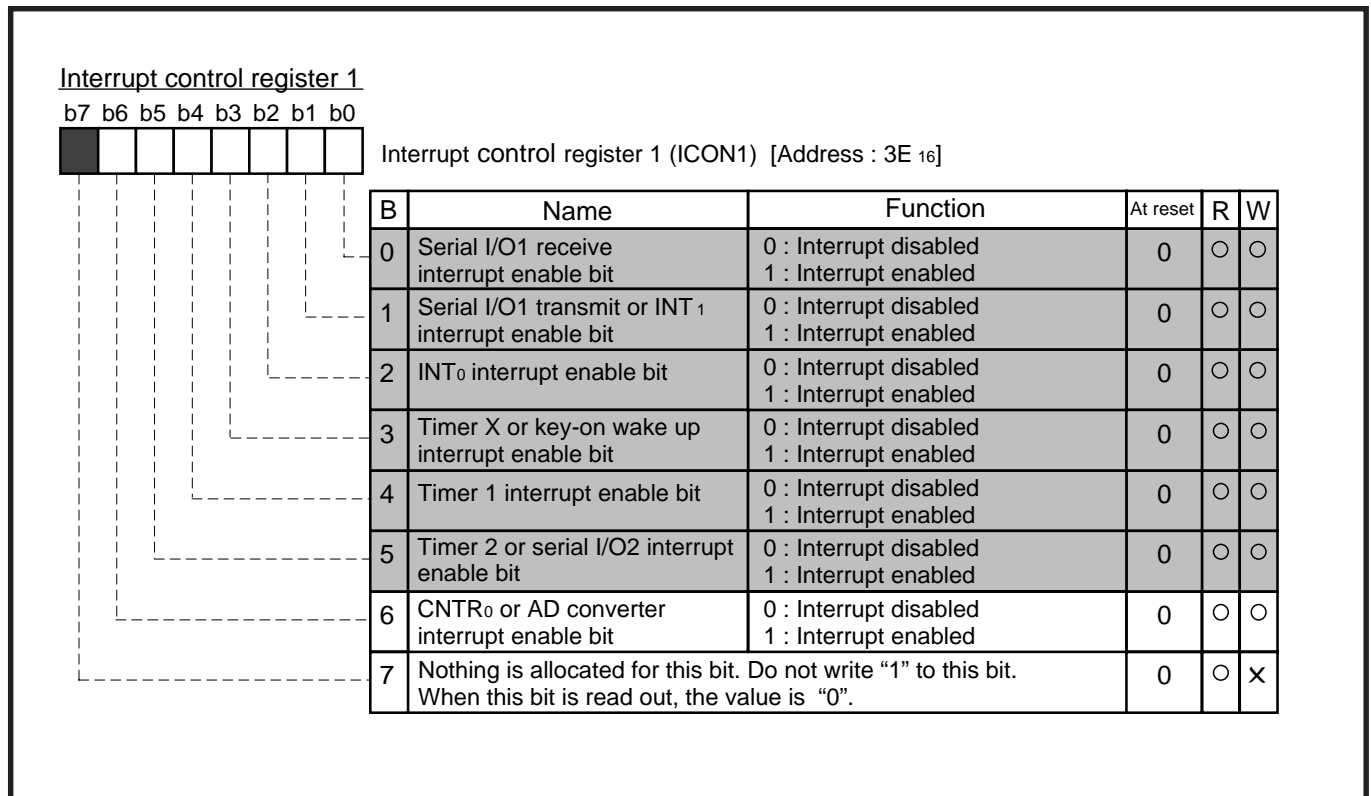 Interrupt control register 1
b7 b6 b5 b4 b3 b2 b1 b0
Interrupt control register 1 (ICON1) [Address : 3E 16]
B Name Function At reset R W
0 Serial I/O1 receive interrupt enable bit 0 : Interrupt disabled 1 : Interrupt enabled 0 ○ ○
1 Serial I/O1 transmit or INT1 interrupt enable bit 0 : Interrupt disabled 1 : Interrupt enabled 0 ○ ○
2 INT0 interrupt enable bit 0 : Interrupt disabled 1 : Interrupt enabled 0 ○ ○
3 Timer X or key-on wake up interrupt enable bit 0 : Interrupt disabled 1 : Interrupt enabled 0 ○ ○
4 Timer 1 interrupt enable bit 0 : Interrupt disabled 1 : Interrupt enabled 0 ○ ○
5 Timer 2 or serial I/O2 interrupt enable bit 0 : Interrupt disabled 1 : Interrupt enabled 0 ○ ○
6 CNTR0 or AD converter interrupt enable bit 0 : Interrupt disabled 1 : Interrupt enabled 0 ○ ○
7 Nothing is allocated for this bit. Do not write “1” to this bit. When this bit is read out, the value is “0”. 0 ○ ×